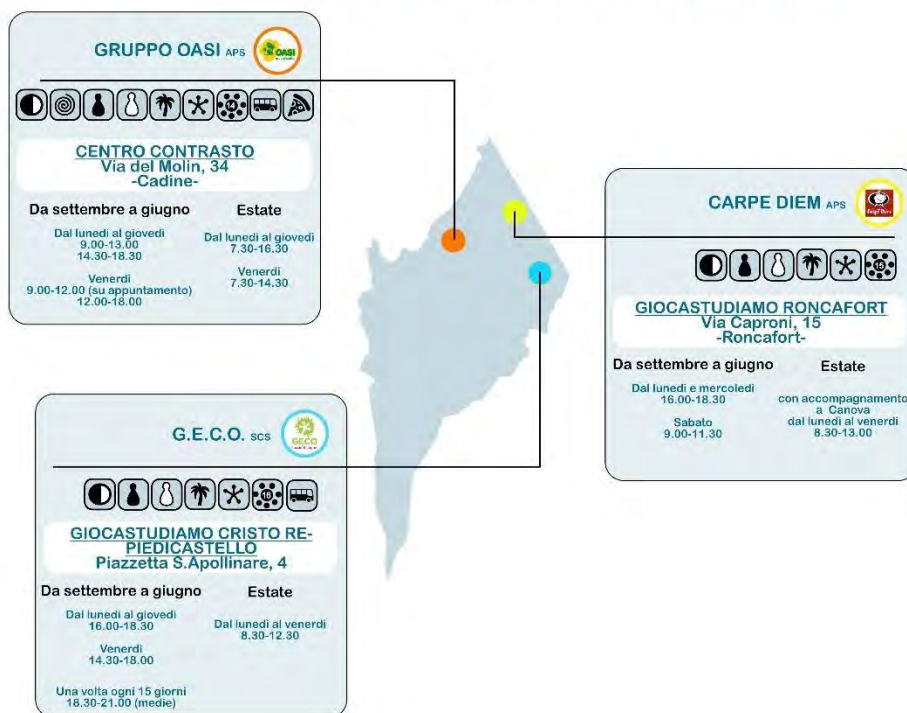 GRUPPO OASI APS
OASI
14
CENTRO CONTRASTO
Via del Molin, 34
-Cadine-
Da settembre a giugno
Estate
Dal lunedì al giovedì
9.00-13.00
14.30-18.30
Venerdì
9.00-12.00 (su appuntamento)
12.00-18.00
Dal lunedì al giovedì
7.30-16.30
Venerdì
7.30-14.30
CARPE DIEM APS
16
GIOCASTUDIAMO RONCAFORT
Via Caproni, 15
-Roncafort-
Da settembre a giugno
Estate
Dal lunedì e mercoledì
16.00-18.30
Sabato
9.00-11.30
con accompagnamento
a Canova
dal lunedì al venerdì
8.30-13.00
G.E.C.O. SCS
GECO
16
GIOCASTUDIAMO CRISTO RE-
PIEDICASTELLO
Piazzetta S.Apollinare, 4
Da settembre a giugno
Estate
Dal lunedì al giovedì
16.00-18.30
Venerdì
14.30-18.00
Una volta ogni 15 giorni
18.30-21.00 (medie)
Dal lunedì al venerdì
8.30-12.30